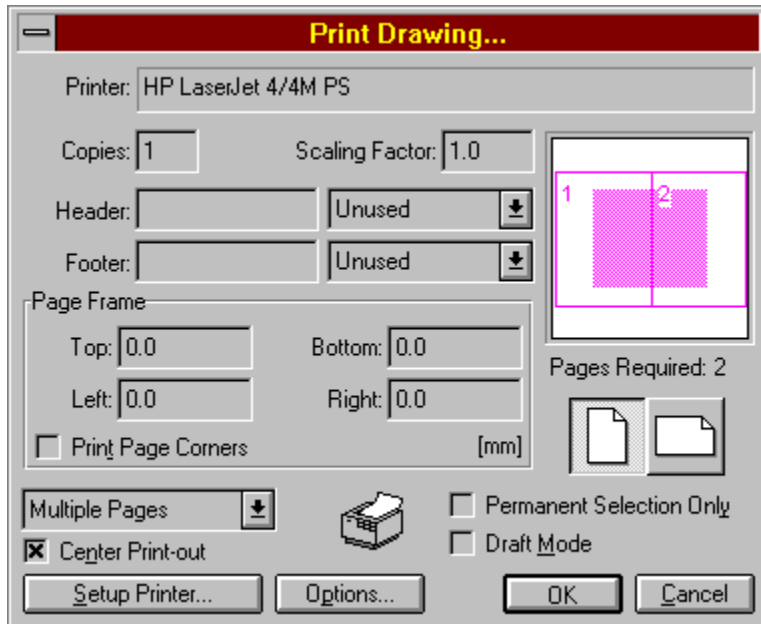 Print Drawing...
Printer: HP LaserJet 4/4M PS
Copies: 1 Scaling Factor: 1.0
Header: Unused
Footer: Unused
1 2
Page Frame
Top: 0.0 Bottom: 0.0
Left: 0.0 Right: 0.0
Print Page Corners [mm]
Pages Required: 2
Multiple Pages
Center Print-out
Permanent Selection Only
Draft Mode
Setup Printer... Options... OK Cancel